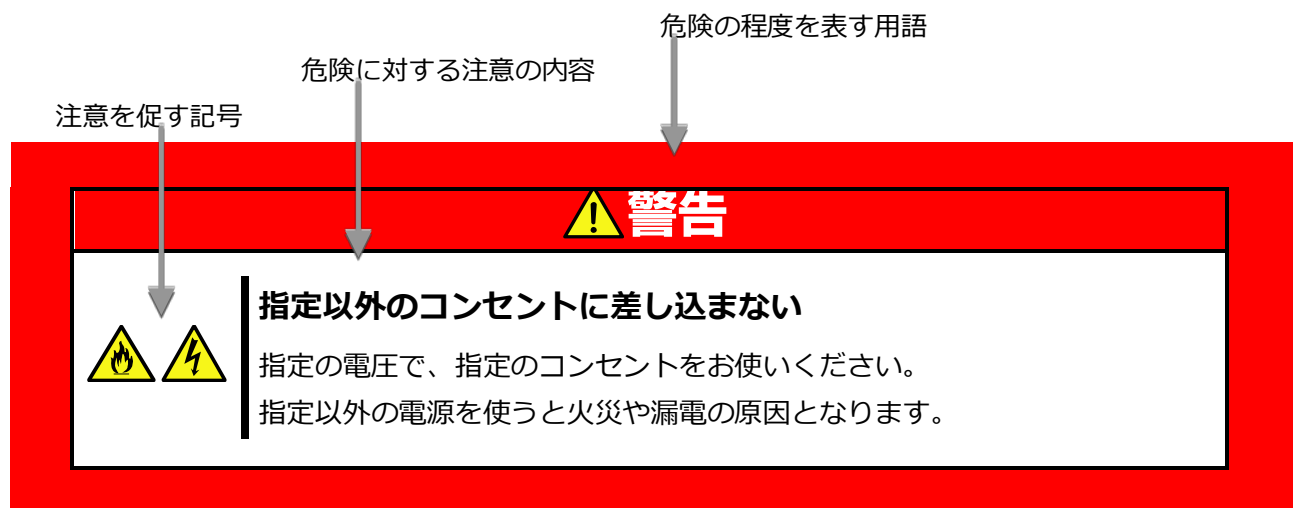 危険の程度を表す用語
危険に対する注意の内容
注意を促す記号
警告
指定以外のコンセントに差し込まない
指定の電圧で、指定のコンセントをお使いください。
指定以外の電源を使うと火災や漏電の原因となります。